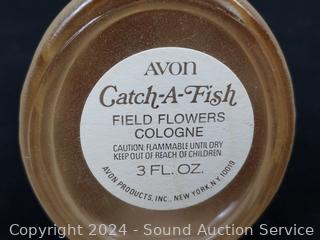 AVON
Catch-A-Fish
FIELD FLOWERS
COLOGNE
CAUTION: FLAMMABLE UNTIL DRY
KEEP OUT OF REACH OF CHILDREN
3 FL. OZ.
AVON PRODUCTS, INC., NEW YORK, N.Y. 10019
Copyright 2024 - Sound Auction Service